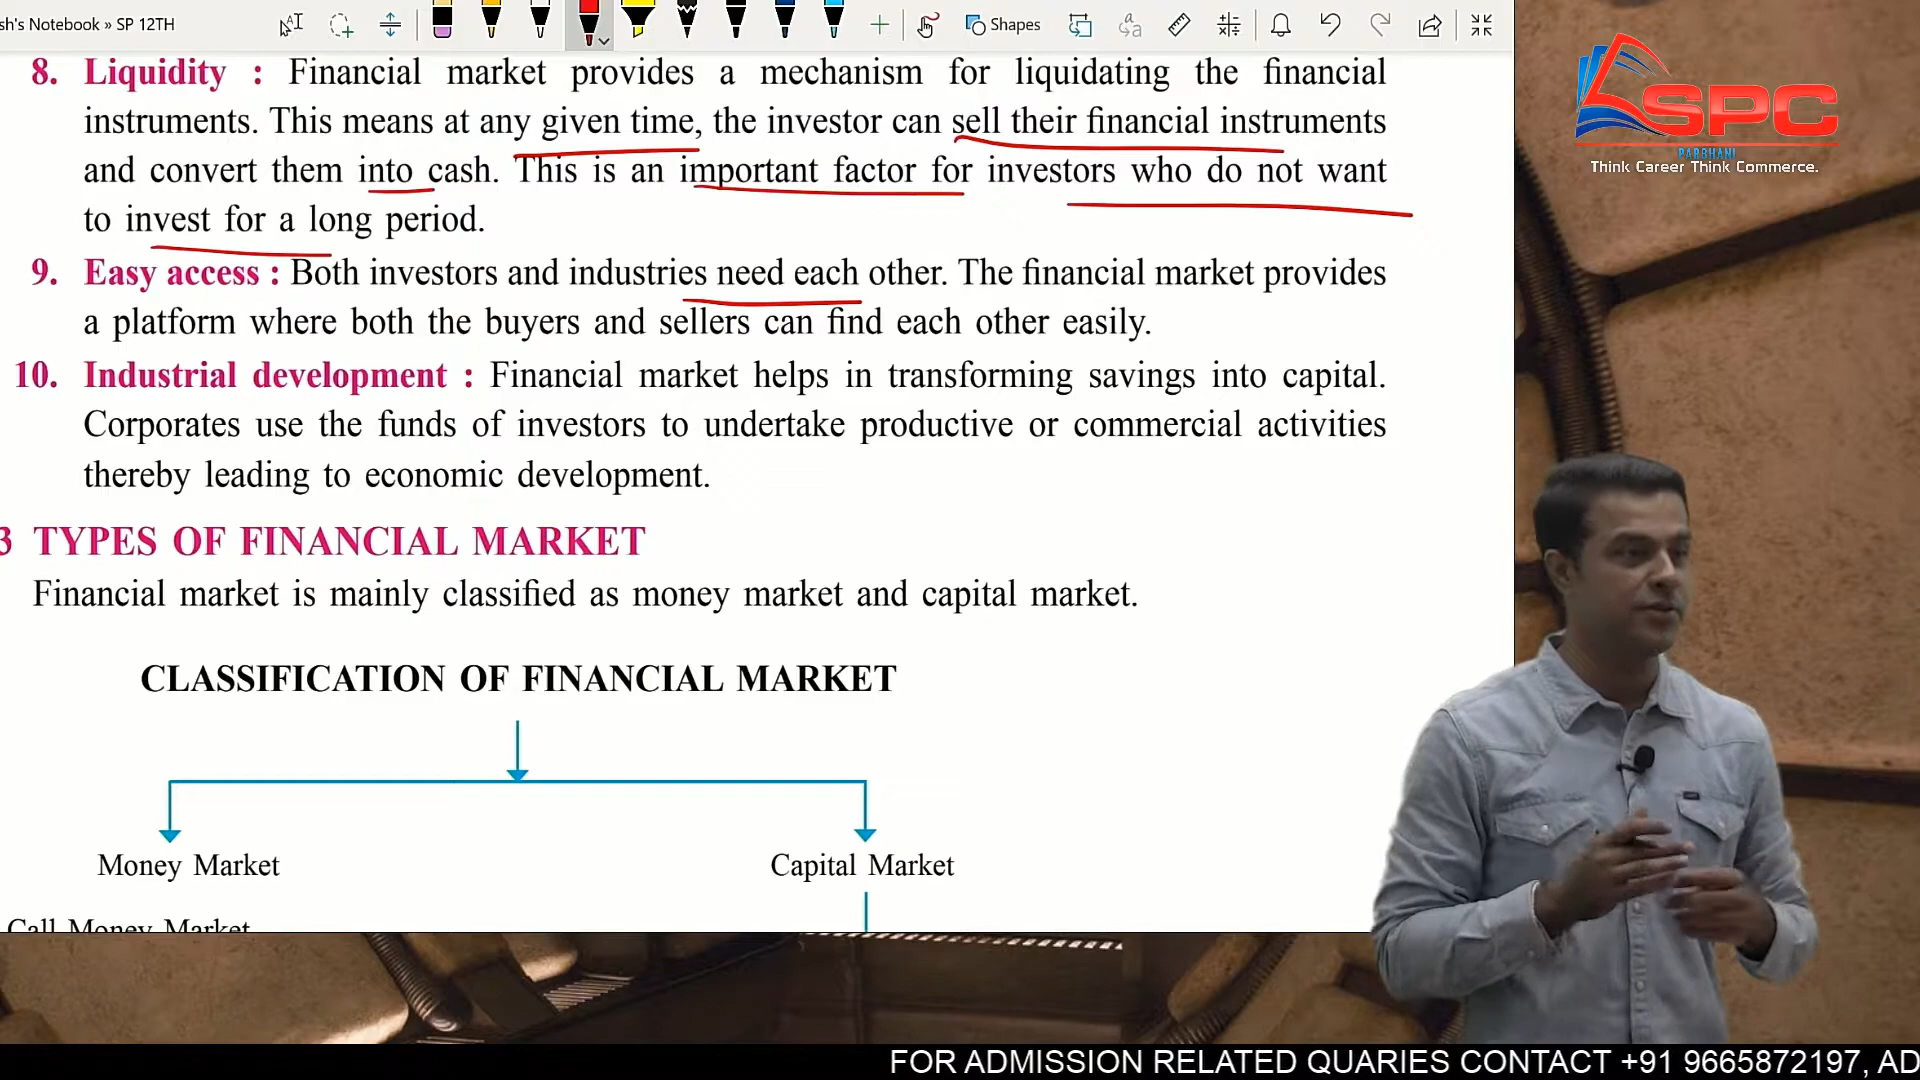 sh's Notebook » SP 12TH
Shapes
8. Liquidity : Financial market provides a mechanism for liquidating the financial
instruments. This means at any given time, the investor can sell their financial instruments
and convert them into cash. This is an important factor for investors who do not want
to invest for a long period.
9. Easy access : Both investors and industries need each other. The financial market provides
a platform where both the buyers and sellers can find each other easily.
10. Industrial development : Financial market helps in transforming savings into capital.
Corporates use the funds of investors to undertake productive or commercial activities
thereby leading to economic development.
3 TYPES OF FINANCIAL MARKET
Financial market is mainly classified as money market and capital market.
CLASSIFICATION OF FINANCIAL MARKET
Money Market
Capital Market
Call Money Market
SPC
PARBHANI
Think Career Think Commerce.
FOR ADMISSION RELATED QUARIES CONTACT +91 9665872197, AD